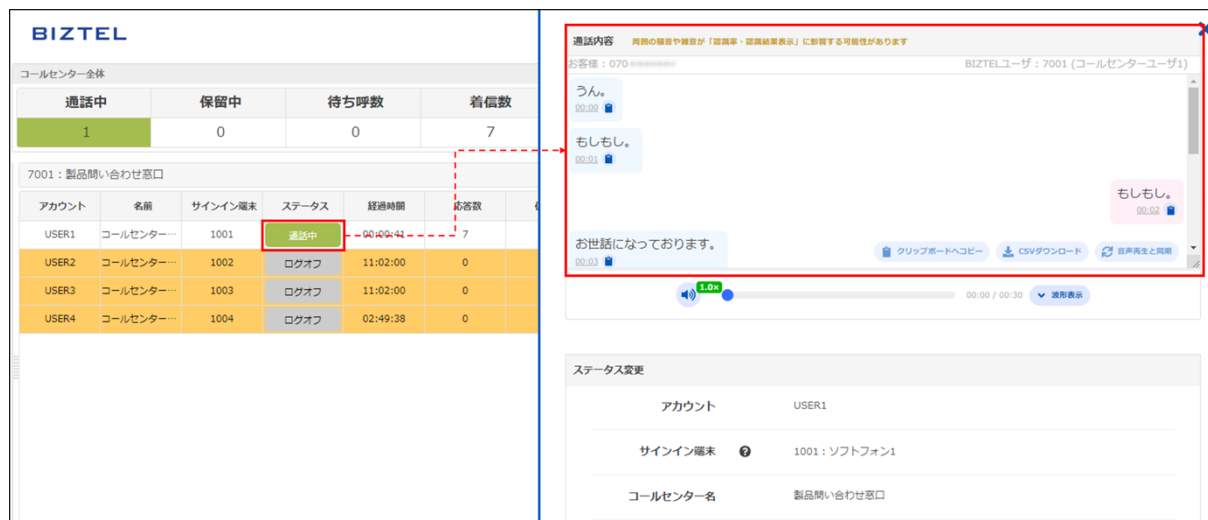 BIZTEL
コールセンター全体
通話中 保留中 待ち呼数 着信数
1 0 0 7
7001：製品問い合わせ窓口
アカウント 名前 サインイン端末 ステータス 経過時間 応答数
USER1 コールセンター… 1001 通話中 00:00:41 7
USER2 コールセンター… 1002 ログオフ 11:02:00 0
USER3 コールセンター… 1003 ログオフ 11:02:00 0
USER4 コールセンター… 1004 ログオフ 02:49:38 0
通話内容 周囲の騒音や雑音が「認識率・認識結果表示」に影響する可能性があります
お客様：070 BIZTELユーザ：7001 (コールセンターユーザ1)
うん。
00:00
もしもし。
00:01
もしもし。
00:02
お世話になっております。
00:03
クリップボードへコピー CSVダウンロード 音声再生と同期
1.0×
00:00 / 00:30 波形表示
ステータス変更
アカウント USER1
サインイン端末 1001：ソフトフォン1
コールセンター名 製品問い合わせ窓口